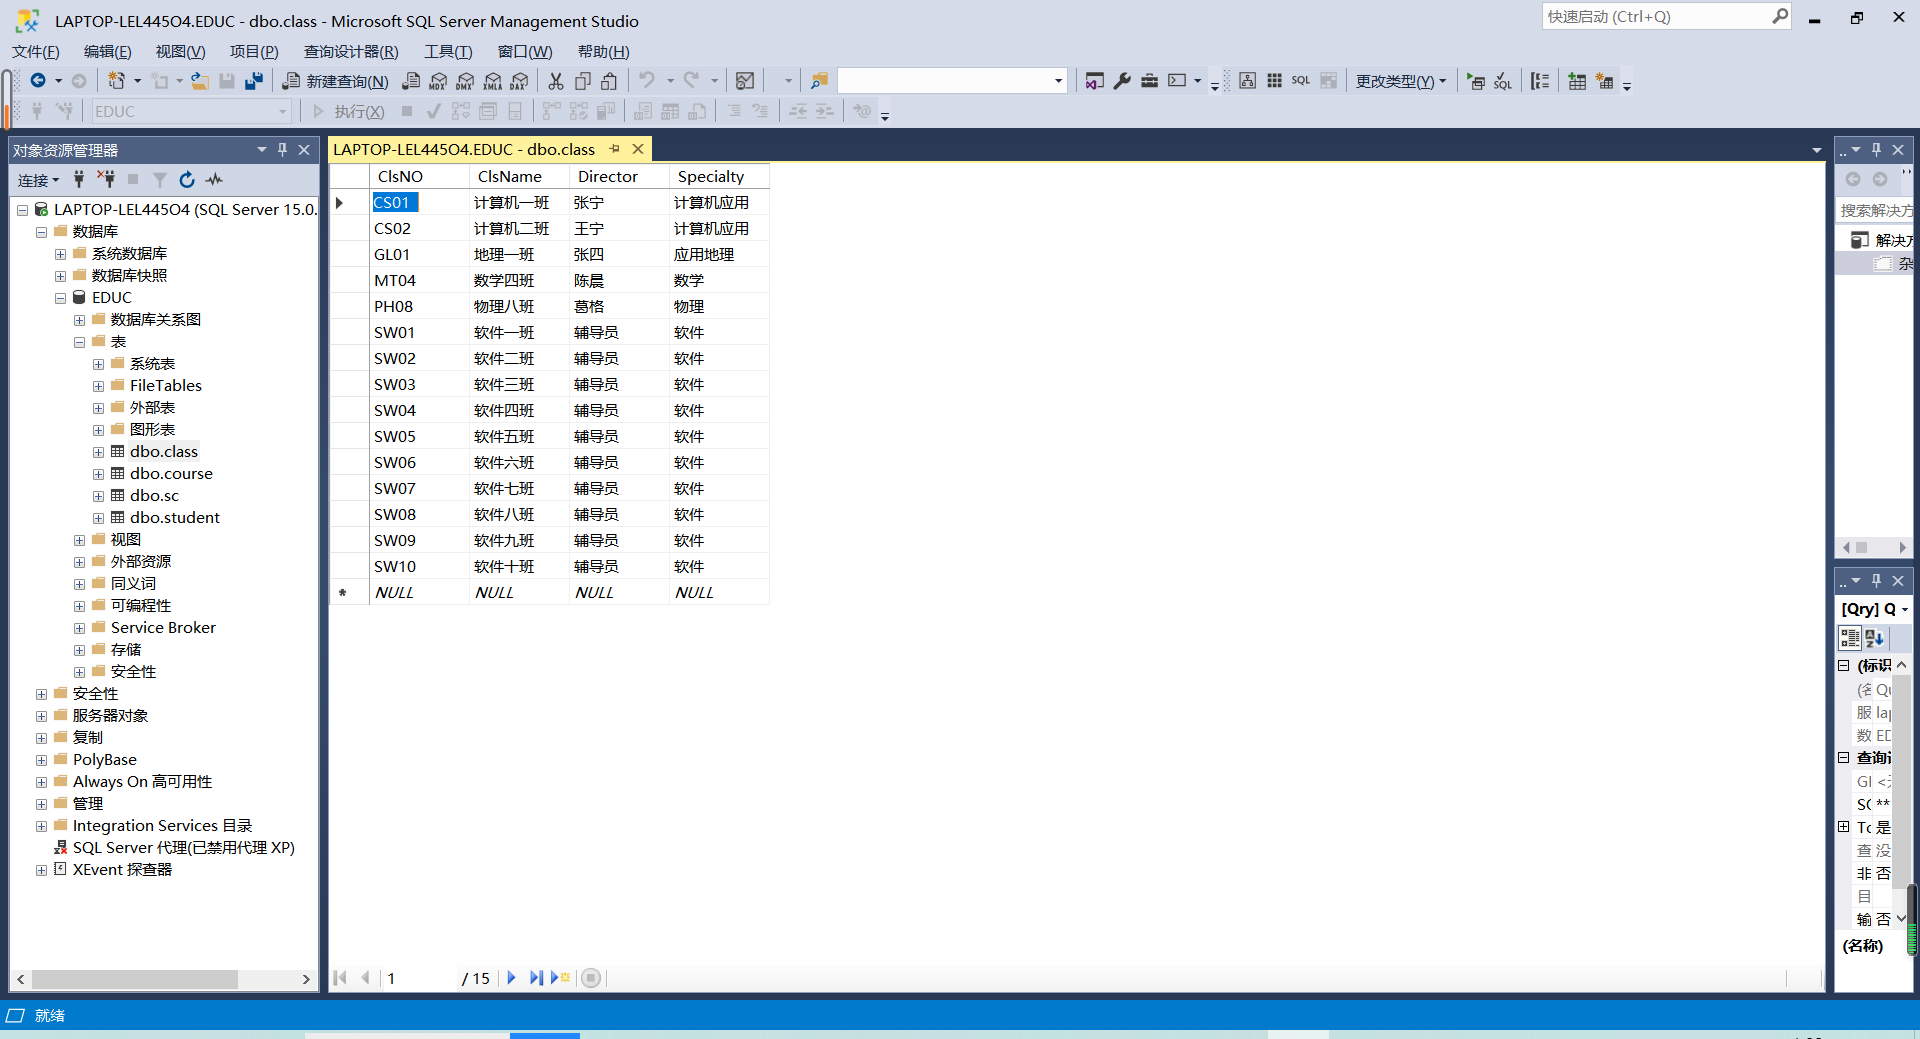 LAPTOP-LEL445O4.EDUC - dbo.class - Microsoft SQL Server Management Studio
快速启动 (Ctrl+Q)
文件(F) 编辑(E) 视图(V) 项目(P) 查询设计器(R) 工具(T) 窗口(W) 帮助(H)
新建查询(N) MDX DMX XMLA DAX SQL 更改类型(Y) SQL
EDUC 执行(X)
对象资源管理器
连接
LAPTOP-LEL445O4 (SQL Server 15.0.
数据库
系统数据库
数据库快照
EDUC
数据库关系图
表
系统表
FileTables
外部表
图形表
dbo.class
dbo.course
dbo.sc
dbo.student
视图
外部资源
同义词
可编程性
Service Broker
存储
安全性
安全性
服务器对象
复制
PolyBase
Always On 高可用性
管理
Integration Services 目录
SQL Server 代理(已禁用代理 XP)
XEvent 探查器
LAPTOP-LEL445O4.EDUC - dbo.class
ClsNO ClsName Director Specialty
CS01 计算机一班 张宁 计算机应用
CS02 计算机二班 王宁 计算机应用
GL01 地理一班 张四 应用地理
MT04 数学四班 陈晨 数学
PH08 物理八班 葛格 物理
SW01 软件一班 辅导员 软件
SW02 软件二班 辅导员 软件
SW03 软件三班 辅导员 软件
SW04 软件四班 辅导员 软件
SW05 软件五班 辅导员 软件
SW06 软件六班 辅导员 软件
SW07 软件七班 辅导员 软件
SW08 软件八班 辅导员 软件
SW09 软件九班 辅导员 软件
SW10 软件十班 辅导员 软件
NULL NULL NULL NULL
1 / 15
..
搜索解决方
解决方
杂
..
[Qry] Q
(标识
(名 Qu
服 lap
数 ED
查询设
GI <无
SC **
To 是
查 没
非 否
目
输 否
(名称)
就绪